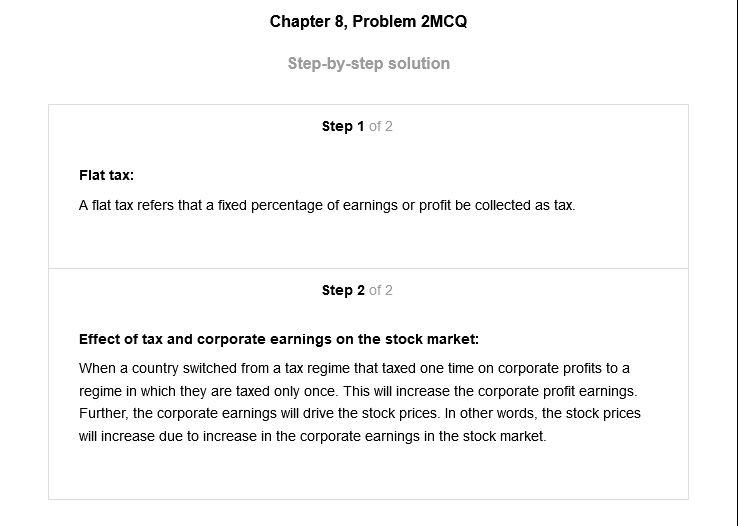 Chapter 8, Problem 2MCQ
Step-by-step solution
Step 1 of 2
Flat tax:
A flat tax refers that a fixed percentage of earnings or profit be collected as tax.
Step 2 of 2
Effect of tax and corporate earnings on the stock market:
When a country switched from a tax regime that taxed one time on corporate profits to a
regime in which they are taxed only once. This will increase the corporate profit earnings.
Further, the corporate earnings will drive the stock prices. In other words, the stock prices
will increase due to increase in the corporate earnings in the stock market.